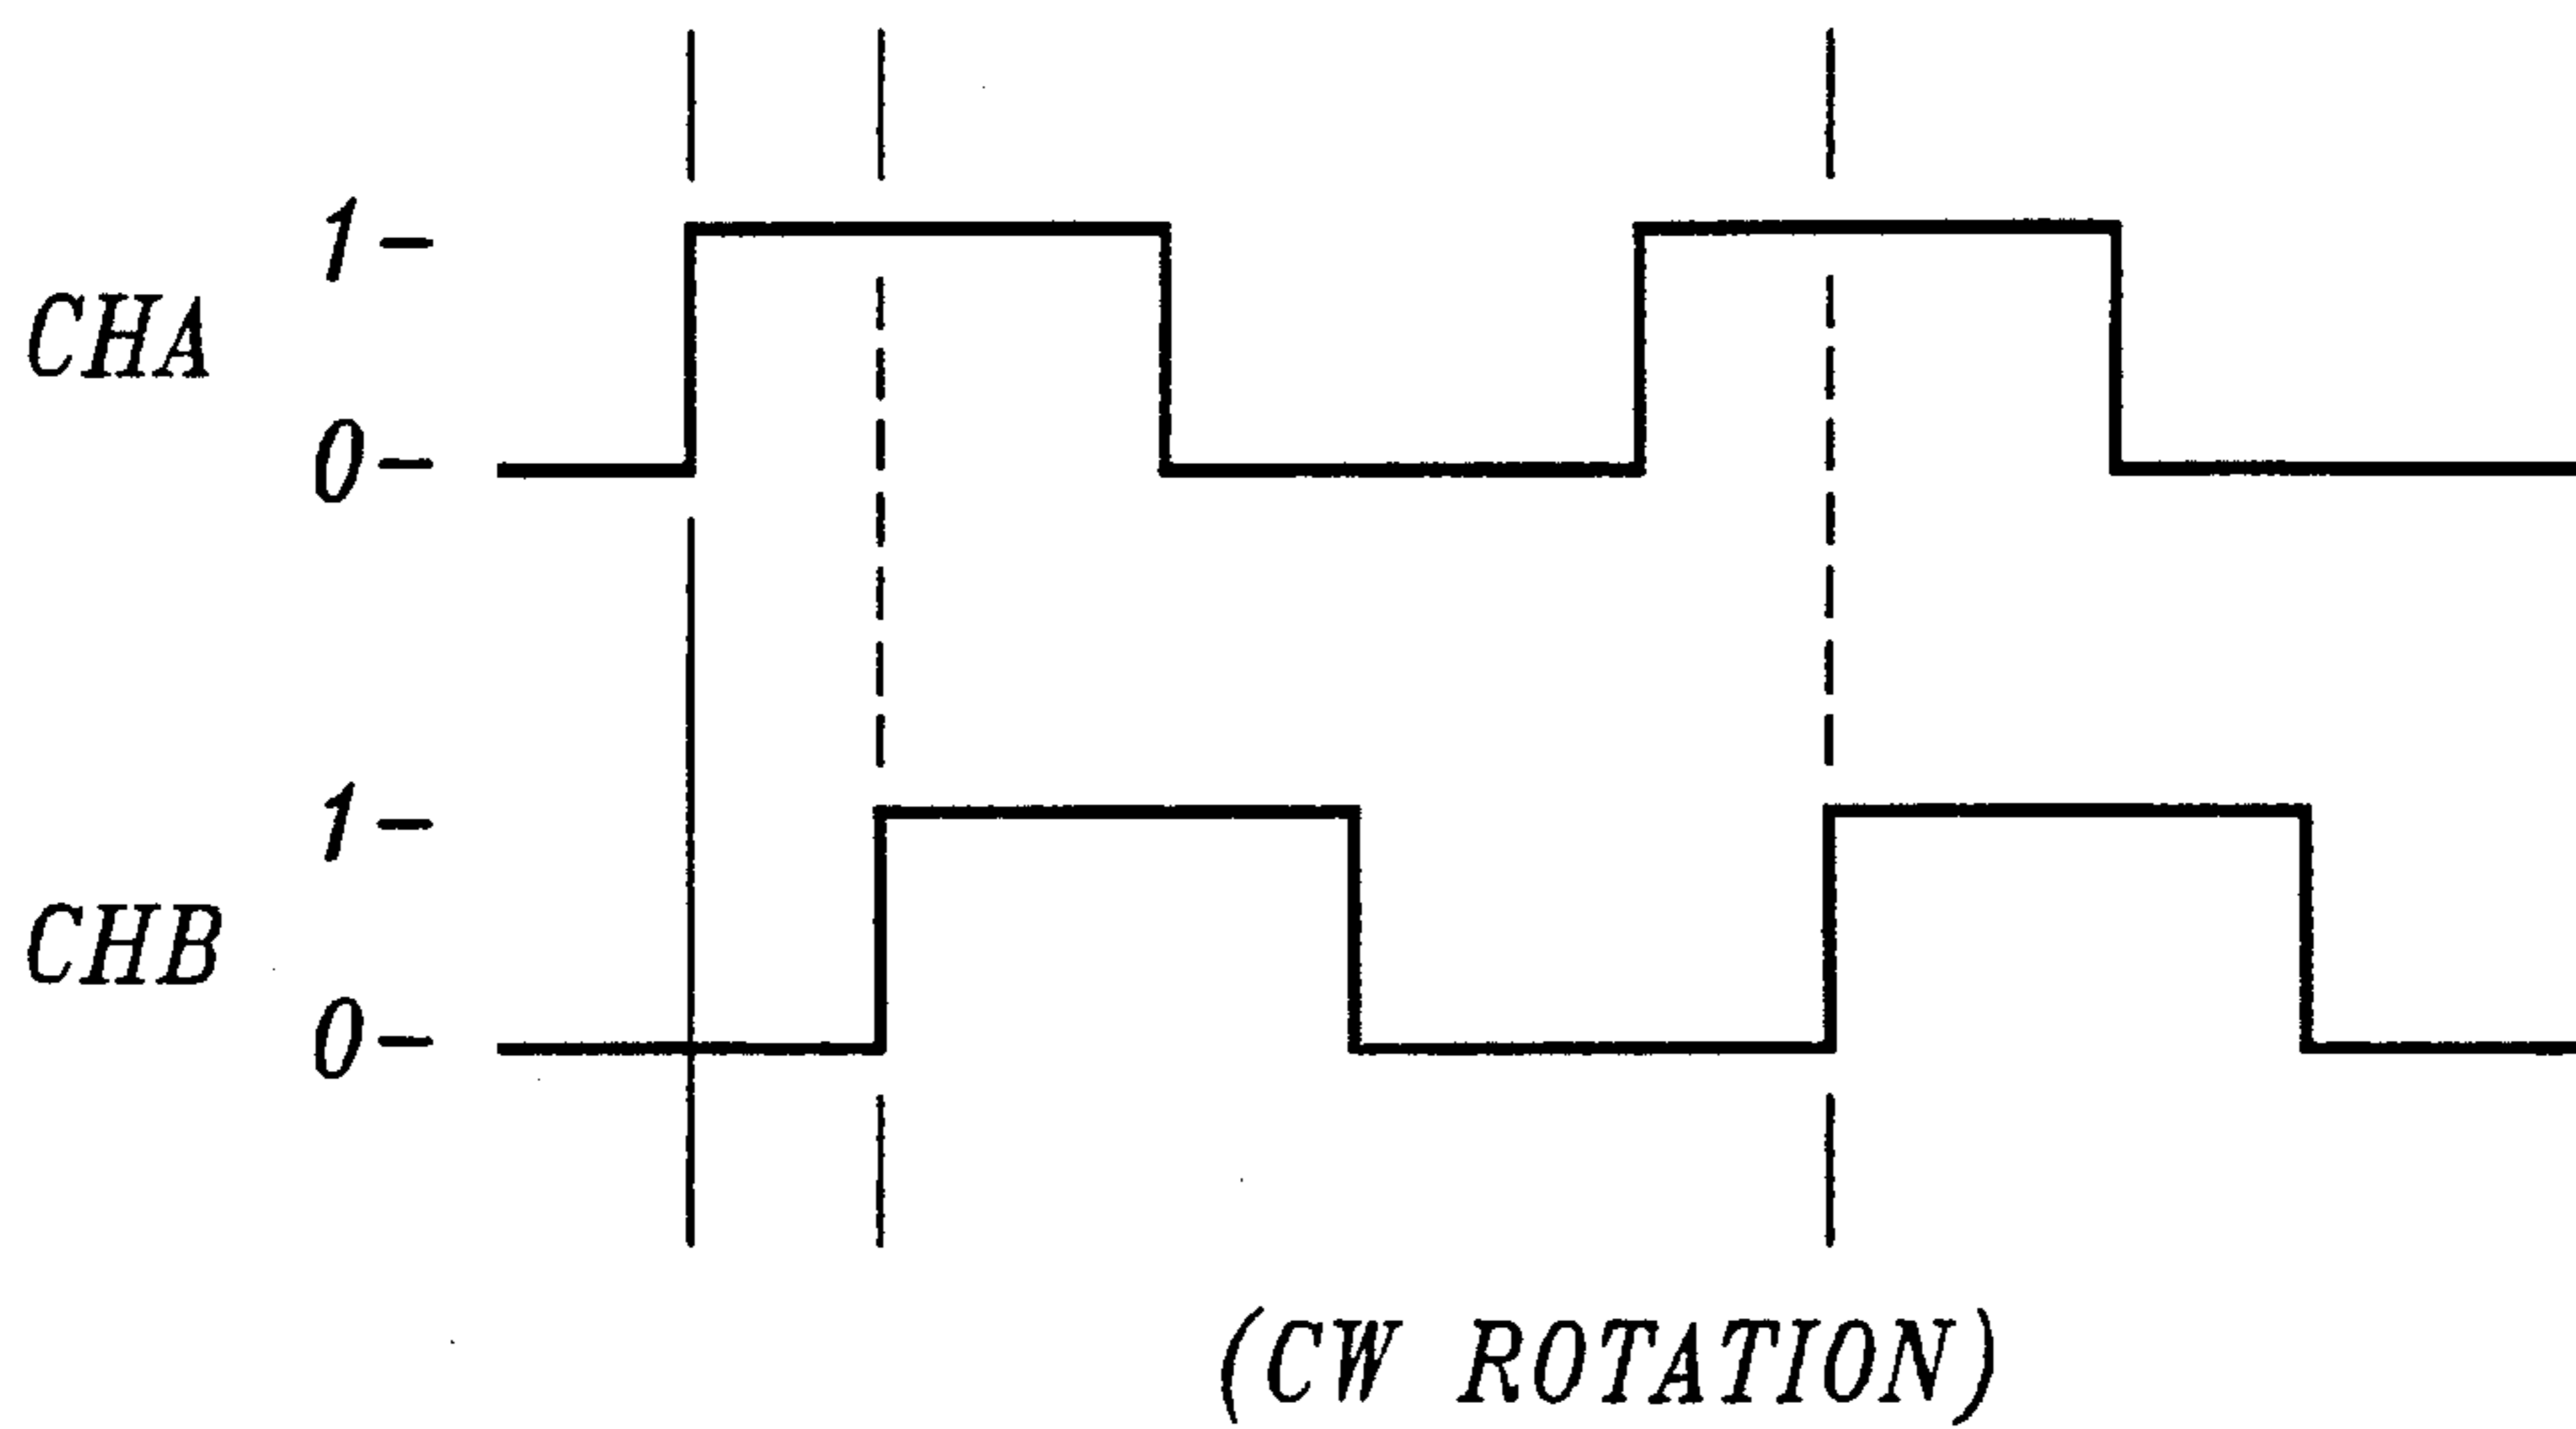 1-
CHA
0-
1-
CHB
0-
(CW ROTATION)